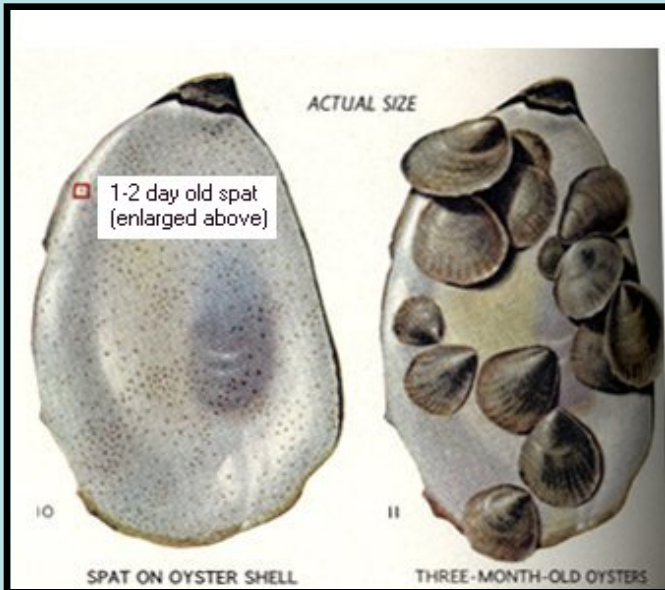 ACTUAL SIZE
1-2 day old spat
(enlarged above)
10
11
SPAT ON OYSTER SHELL
THREE-MONTH-OLD OYSTERS